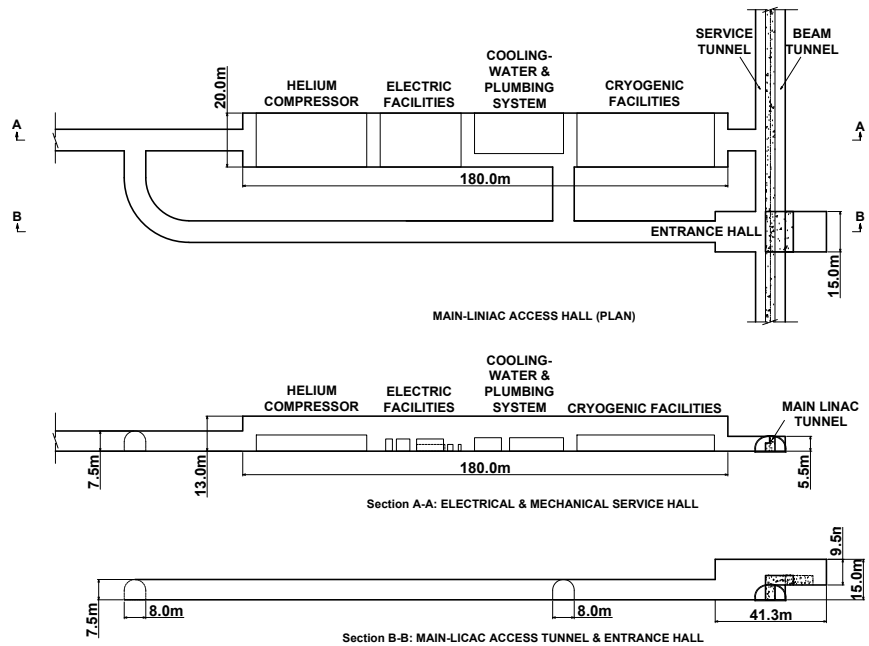 SERVICE
TUNNEL
BEAM
TUNNEL
COOLING-
WATER &
PLUMBING
SYSTEM
HELIUM
COMPRESSOR
ELECTRIC
FACILITIES
CRYOGENIC
FACILITIES
20.0m
A
A
180.0m
B
B
ENTRANCE HALL
15.0m
MAIN-LINIAC ACCESS HALL (PLAN)
COOLING-
WATER &
PLUMBING
SYSTEM
HELIUM
COMPRESSOR
ELECTRIC
FACILITIES
CRYOGENIC FACILITIES
MAIN LINAC
TUNNEL
7.5m
13.0m
180.0m
5.5m
Section A-A: ELECTRICAL & MECHANICAL SERVICE HALL
9.5n
15.0m
7.5m
8.0m
8.0m
41.3m
Section B-B: MAIN-LICAC ACCESS TUNNEL & ENTRANCE HALL